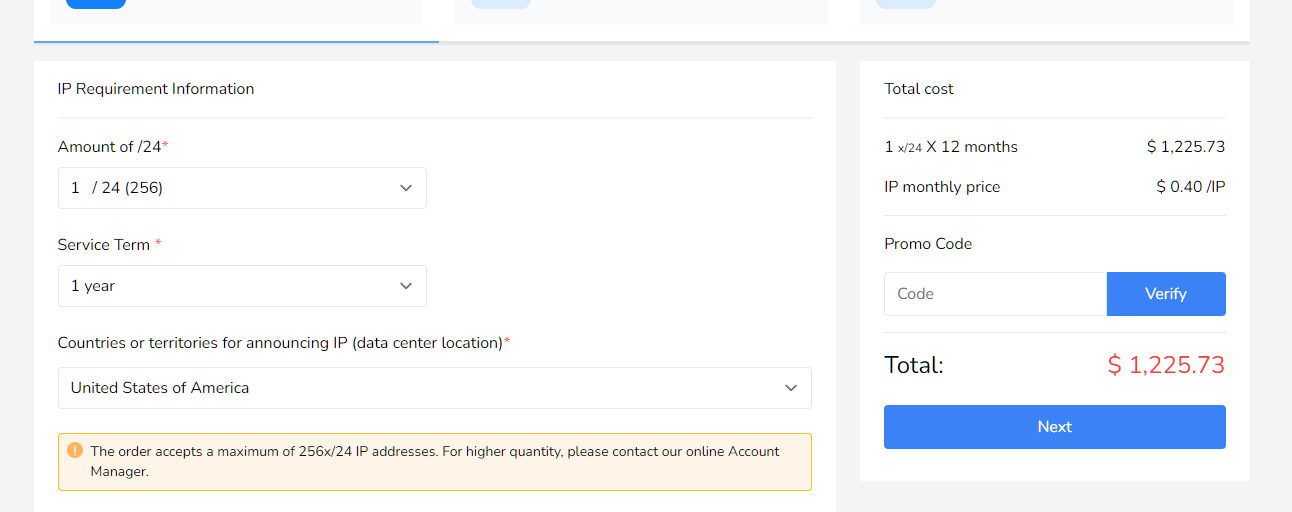 IP Requirement Information
Amount of /24*
1 / 24 (256)
Service Term *
1 year
Countries or territories for announcing IP (data center location)*
United States of America
The order accepts a maximum of 256x/24 IP addresses. For higher quantity, please contact our online Account
Manager.
Total cost
1 x/24 X 12 months $ 1,225.73
IP monthly price $ 0.40 /IP
Promo Code
Code Verify
Total: $ 1,225.73
Next